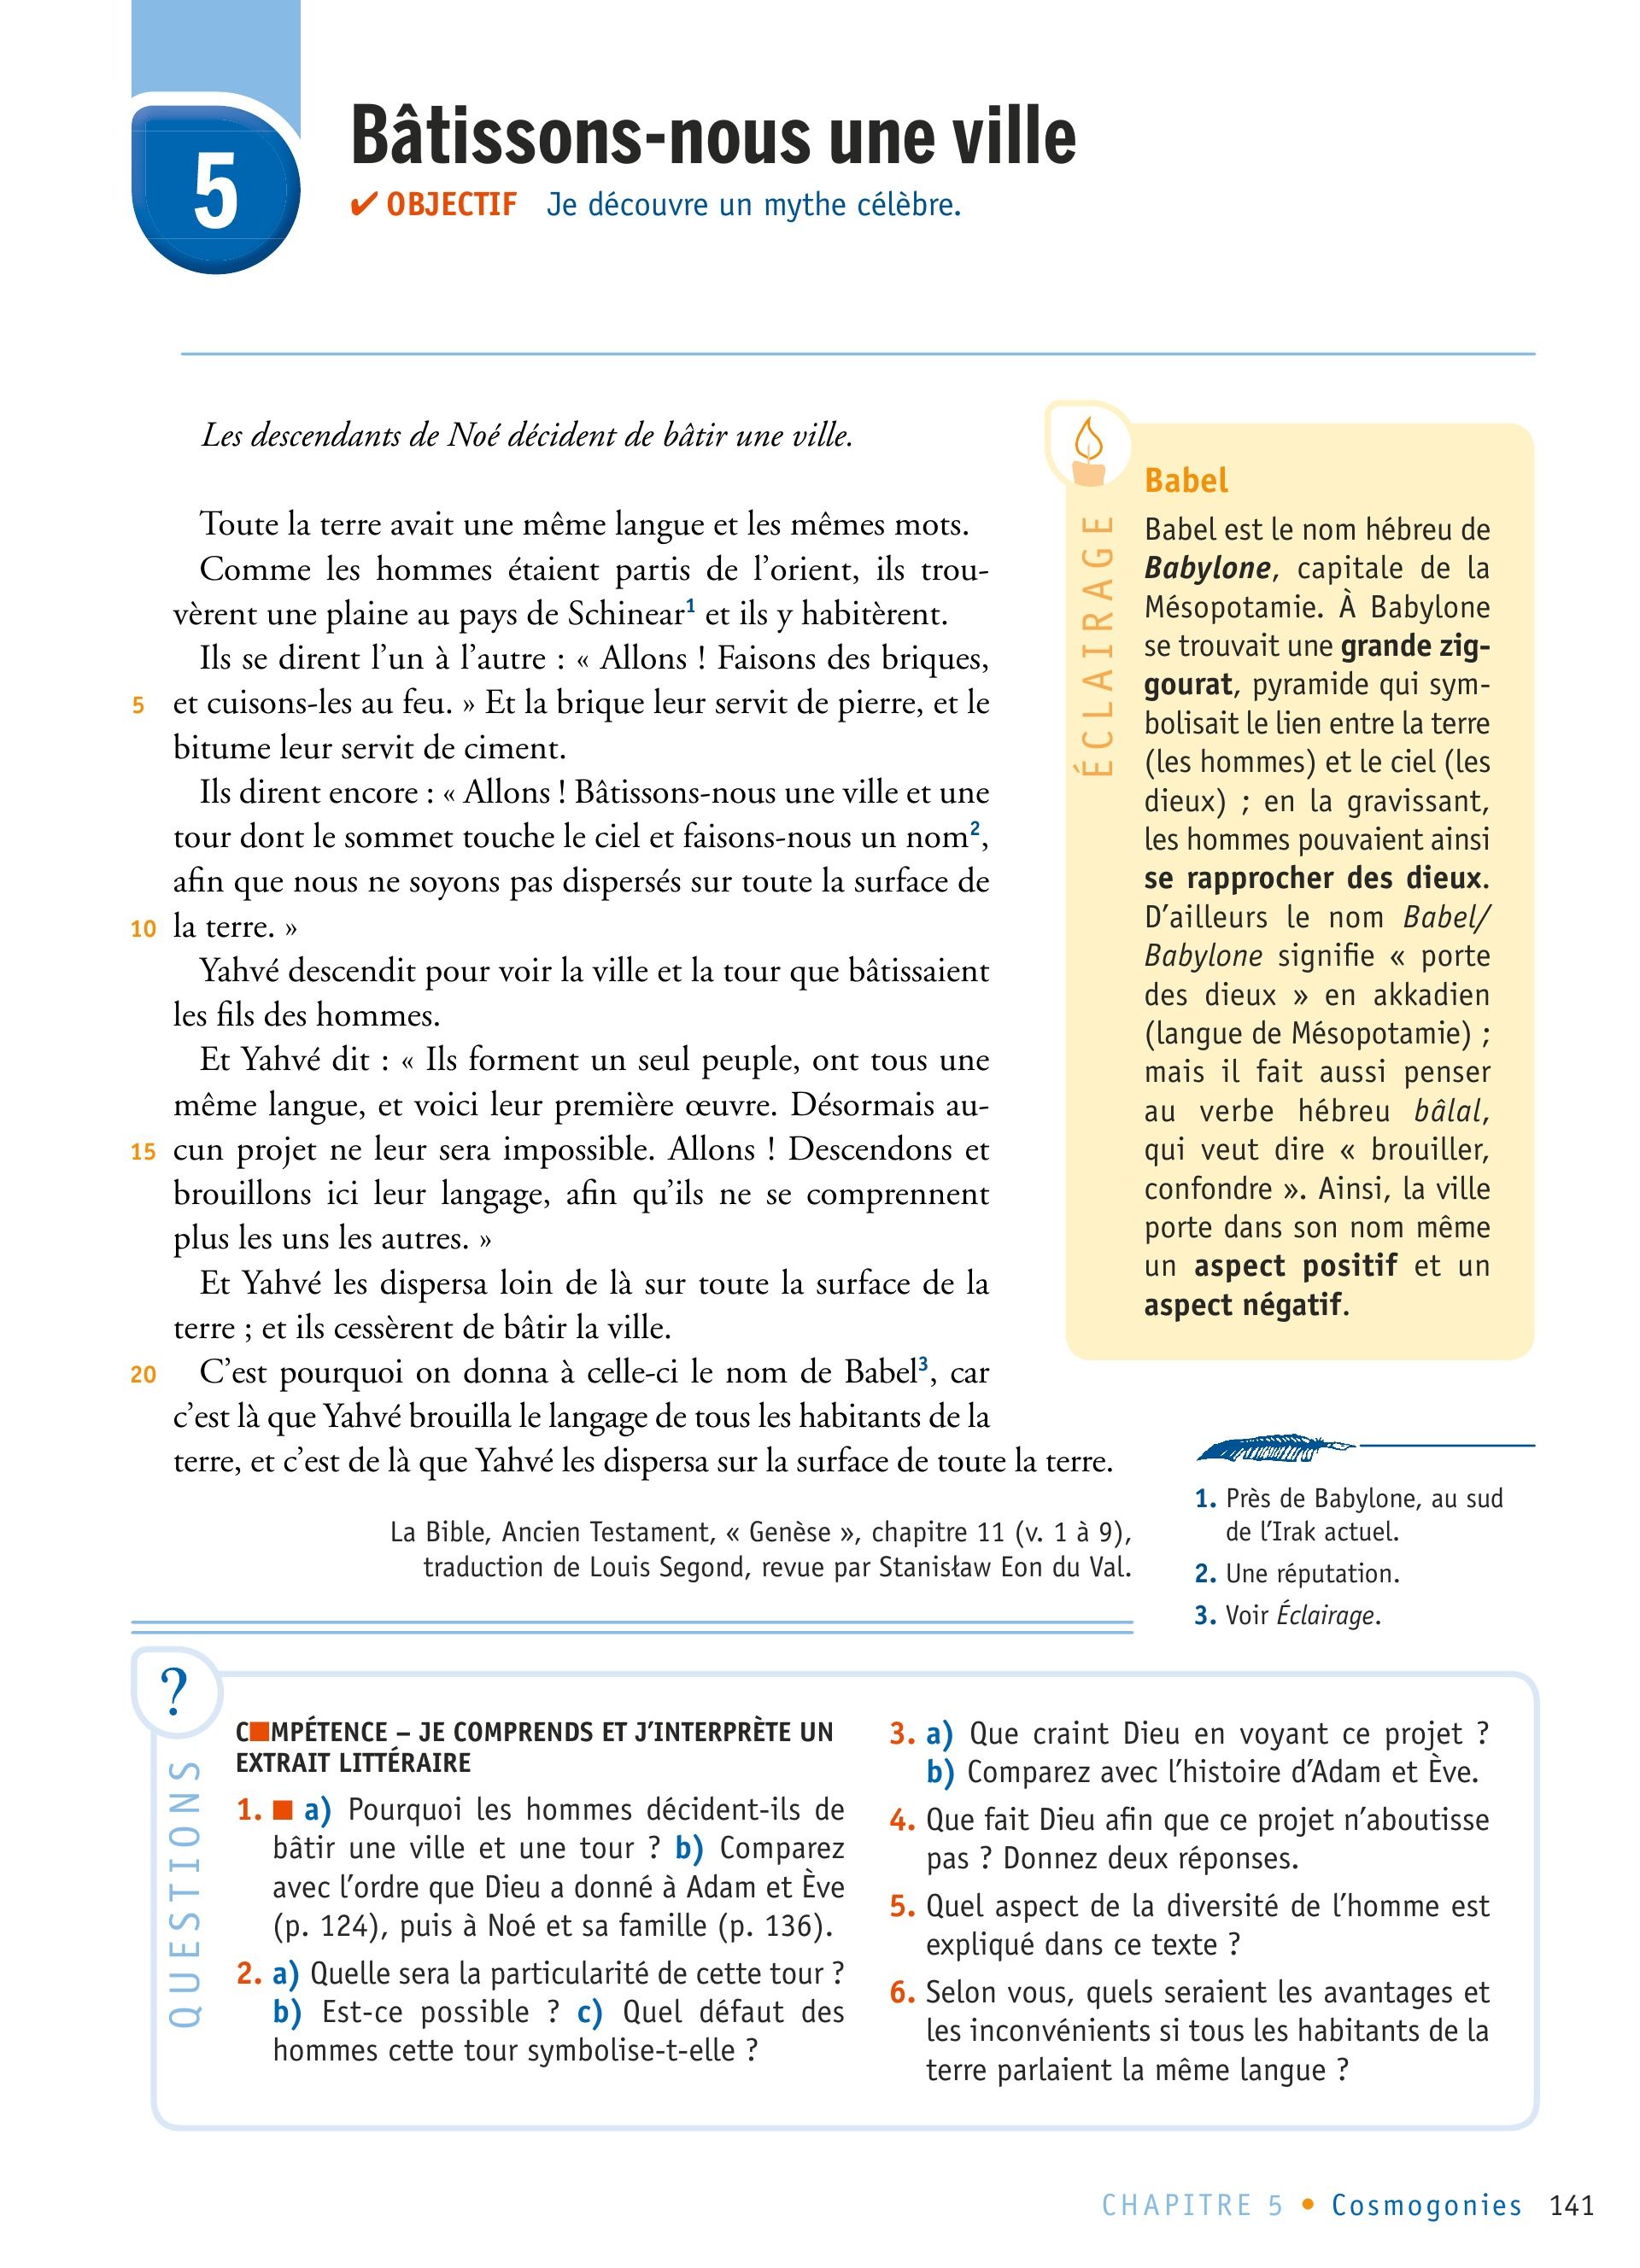 5
Bâtissons-nous une ville
✔ OBJECTIF Je découvre un mythe célèbre.
Les descendants de Noé décident de bâtir une ville.
Toute la terre avait une même langue et les mêmes mots.
Comme les hommes étaient partis de l’orient, ils trou-
vèrent une plaine au pays de Schinear1 et ils y habitèrent.
Ils se dirent l’un à l’autre : « Allons ! Faisons des briques,
5 et cuisons-les au feu. » Et la brique leur servit de pierre, et le
bitume leur servit de ciment.
Ils dirent encore : « Allons ! Bâtissons-nous une ville et une
tour dont le sommet touche le ciel et faisons-nous un nom2,
afin que nous ne soyons pas dispersés sur toute la surface de
10 la terre. »
Yahvé descendit pour voir la ville et la tour que bâtissaient
les fils des hommes.
Et Yahvé dit : « Ils forment un seul peuple, ont tous une
même langue, et voici leur première œuvre. Désormais au-
15 cun projet ne leur sera impossible. Allons ! Descendons et
brouillons ici leur langage, afin qu’ils ne se comprennent
plus les uns les autres. »
Et Yahvé les dispersa loin de là sur toute la surface de la
terre ; et ils cessèrent de bâtir la ville.
20 C’est pourquoi on donna à celle-ci le nom de Babel3, car
c’est là que Yahvé brouilla le langage de tous les habitants de la
terre, et c’est de là que Yahvé les dispersa sur la surface de toute la terre.
La Bible, Ancien Testament, « Genèse », chapitre 11 (v. 1 à 9),
traduction de Louis Segond, revue par Stanisław Eon du Val.
ÉCLAIRAGE
Babel
Babel est le nom hébreu de
Babylone, capitale de la
Mésopotamie. À Babylone
se trouvait une grande zig-
gourat, pyramide qui sym-
bolisait le lien entre la terre
(les hommes) et le ciel (les
dieux) ; en la gravissant,
les hommes pouvaient ainsi
se rapprocher des dieux.
D’ailleurs le nom Babel/
Babylone signifie « porte
des dieux » en akkadien
(langue de Mésopotamie) ;
mais il fait aussi penser
au verbe hébreu bâlal,
qui veut dire « brouiller,
confondre ». Ainsi, la ville
porte dans son nom même
un aspect positif et un
aspect négatif.
1. Près de Babylone, au sud
de l’Irak actuel.
2. Une réputation.
3. Voir Éclairage.
?
QUESTIONS
C■MPÉTENCE – JE COMPRENDS ET J’INTERPRÈTE UN
EXTRAIT LITTÉRAIRE
1. ■ a) Pourquoi les hommes décident-ils de
bâtir une ville et une tour ? b) Comparez
avec l’ordre que Dieu a donné à Adam et Ève
(p. 124), puis à Noé et sa famille (p. 136).
2. a) Quelle sera la particularité de cette tour ?
b) Est-ce possible ? c) Quel défaut des
hommes cette tour symbolise-t-elle ?
3. a) Que craint Dieu en voyant ce projet ?
b) Comparez avec l’histoire d’Adam et Ève.
4. Que fait Dieu afin que ce projet n’aboutisse
pas ? Donnez deux réponses.
5. Quel aspect de la diversité de l’homme est
expliqué dans ce texte ?
6. Selon vous, quels seraient les avantages et
les inconvénients si tous les habitants de la
terre parlaient la même langue ?
CHAPITRE 5 • Cosmogonies 141